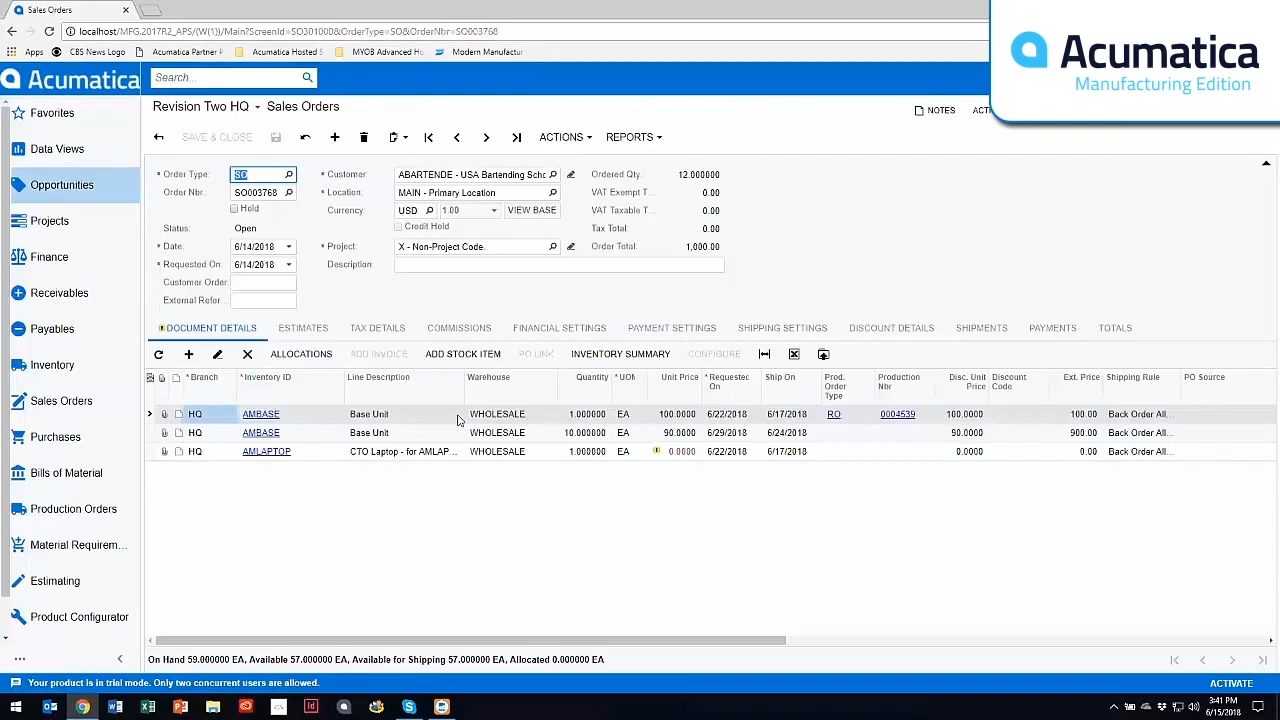 Sales Orders
localhost/MFG.2017R2_APS/(W(1))/Main?ScreenId=SO301000&OrderType=SO&OrderNbr=SO003768
Apps CBS News Logo Acumatica Partner Acumatica Hosted S MYOB Advanced Ho Modern Manufactur
Acumatica
Manufacturing Edition
Acumatica
Search...
Revision Two HQ Sales Orders
NOTES ACTI
SAVE & CLOSE ACTIONS REPORTS
Favorites
Data Views
Opportunities
Projects
Finance
Receivables
Payables
Inventory
Sales Orders
Purchases
Bills of Material
Production Orders
Material Requirem...
Estimating
Product Configurator
...
* Order Type: SO * Customer: ABARTENDE - USA Bartending Scho Ordered Qty.: 12.000000
Order Nbr.: SO003768 * Location: MAIN - Primary Location VAT Exempt T... 0.00
Hold Currency: USD 1.00 VIEW BASE VAT Taxable T... 0.00
Status: Open Credit Hold Tax Total: 0.00
* Date: 6/14/2018 * Project: X - Non-Project Code. Order Total: 1,000.00
* Requested On: 6/14/2018 Description:
Customer Order:
External Refer...
DOCUMENT DETAILS ESTIMATES TAX DETAILS COMMISSIONS FINANCIAL SETTINGS PAYMENT SETTINGS SHIPPING SETTINGS DISCOUNT DETAILS SHIPMENTS PAYMENTS TOTALS
ALLOCATIONS ADD INVOICE ADD STOCK ITEM PO LINK INVENTORY SUMMARY CONFIGURE
* Branch * Inventory ID Line Description Warehouse Quantity * UOM Unit Price * Requested On Ship On Prod. Order Type Production Nbr Disc. Unit Price Discount Code Ext. Price Shipping Rule PO Source
HQ AMBASE Base Unit WHOLESALE 1.000000 EA 100.0000 6/22/2018 6/17/2018 RO 0004539 100.0000 100.00 Back Order All...
HQ AMBASE Base Unit WHOLESALE 10.000000 EA 90.0000 6/29/2018 6/24/2018 90.0000 900.00 Back Order All...
HQ AMLAPTOP CTO Laptop - for AMLAP... WHOLESALE 1.000000 EA 0.0000 6/22/2018 6/17/2018 0.0000 0.00 Back Order All...
On Hand 59.000000 EA, Available 57.000000 EA, Available for Shipping 57.000000 EA, Allocated 0.000000 EA
Your product is in trial mode. Only two concurrent users are allowed. ACTIVATE
3:41 PM
6/15/2018